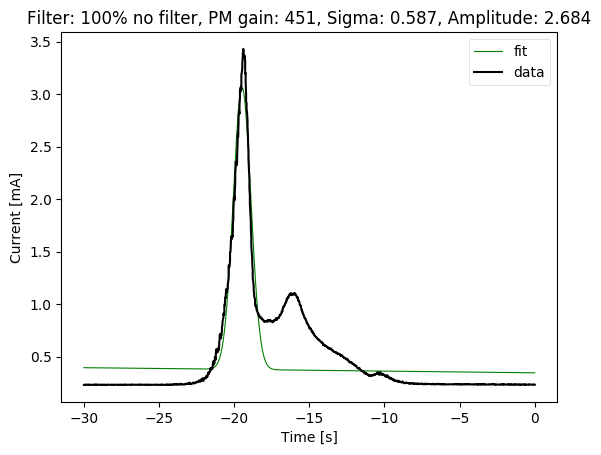 Filter: 100% no filter, PM gain: 451, Sigma: 0.587, Amplitude: 2.684
fit
data
3.5
3.0
2.5
2.0
1.5
1.0
0.5
Current [mA]
−30 −25 −20 −15 −10 −5 0
Time [s]